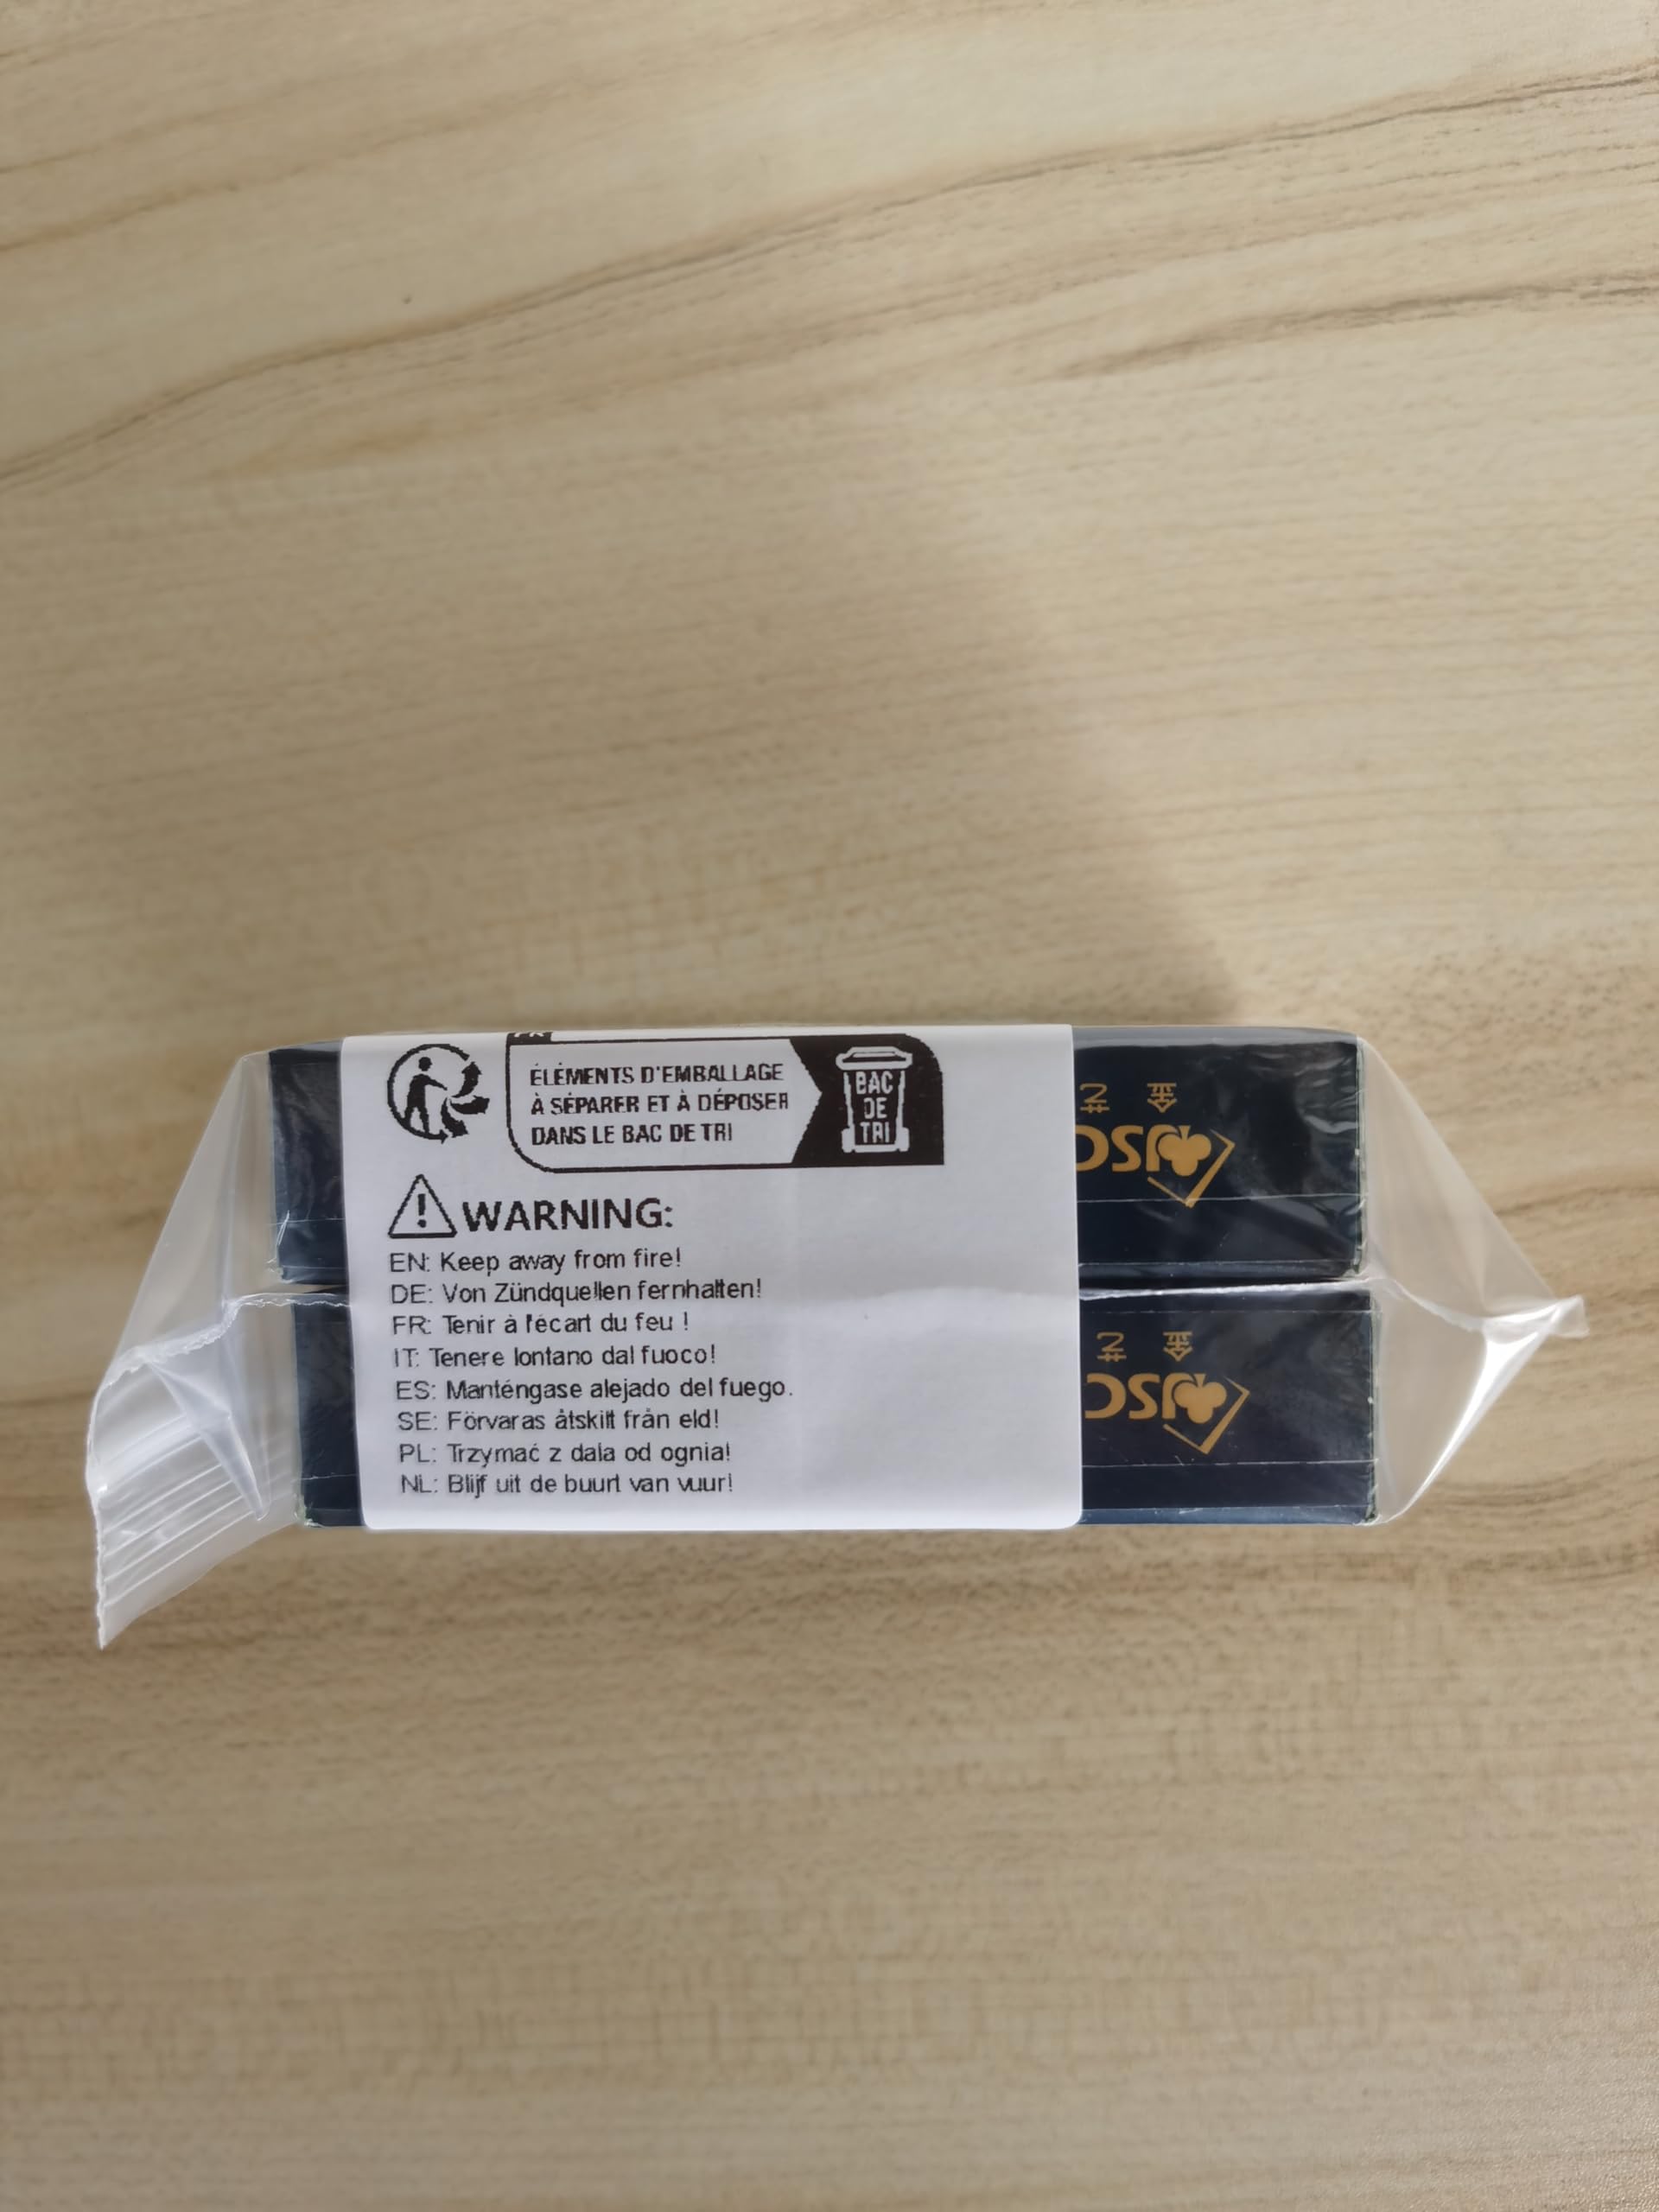 FR
ÉLÉMENTS D'EMBALLAGE
À SÉPARER ET À DÉPOSER
DANS LE BAC DE TRI
BAC
DE
TRI
WARNING:
EN: Keep away from fire!
DE: Von Zündquellen fernhalten!
FR: Tenir à l'écart du feu !
IT: Tenere lontano dal fuoco!
ES: Manténgase alejado del fuego.
SE: Förvaras åtskilt från eld!
PL: Trzymać z dala od ognia!
NL: Blijf uit de buurt van vuur!